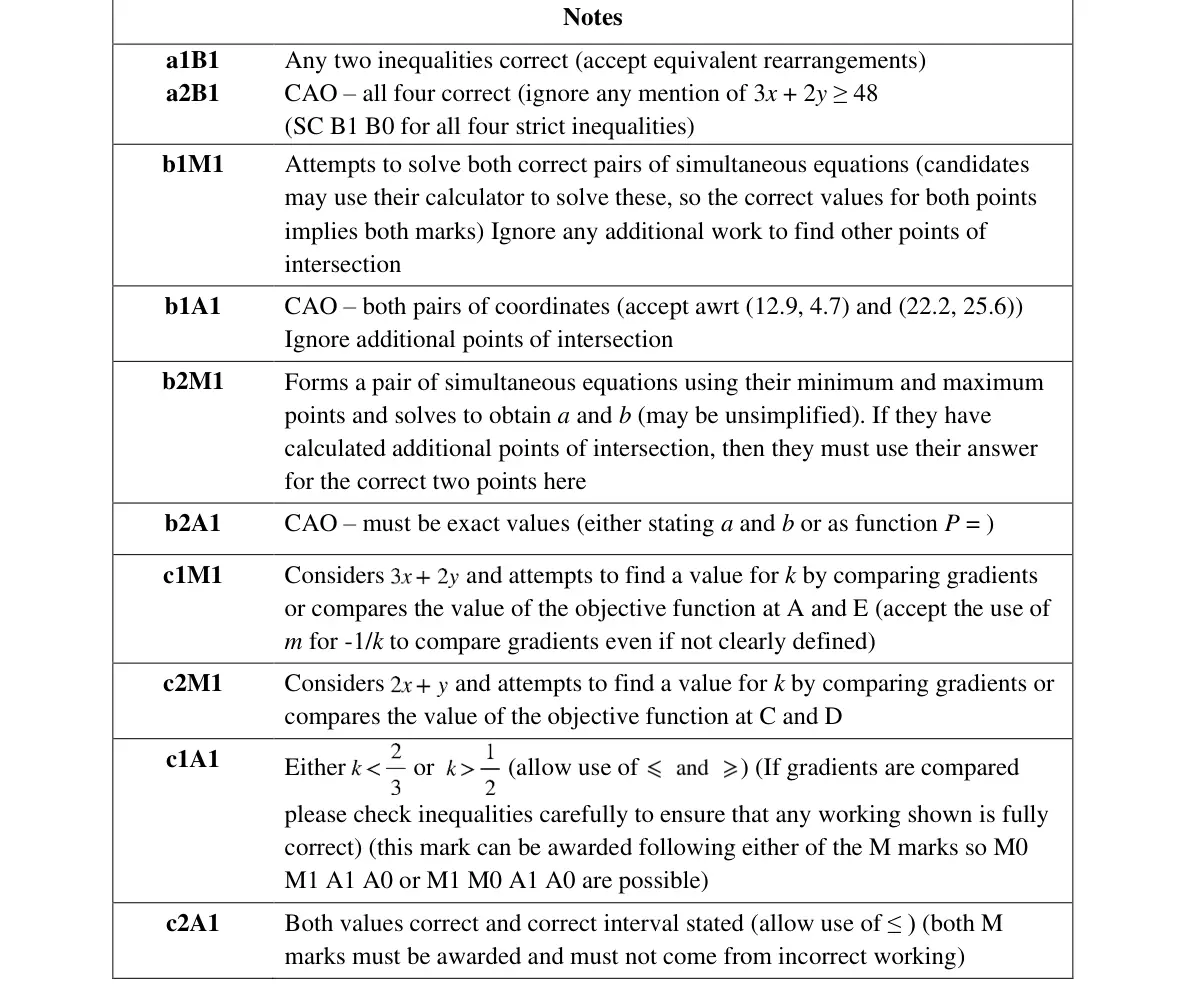 Notes
a1B1 Any two inequalities correct (accept equivalent rearrangements)
a2B1 CAO – all four correct (ignore any mention of 3x + 2y ≥ 48
(SC B1 B0 for all four strict inequalities)
b1M1 Attempts to solve both correct pairs of simultaneous equations (candidates
may use their calculator to solve these, so the correct values for both points
implies both marks) Ignore any additional work to find other points of
intersection
b1A1 CAO – both pairs of coordinates (accept awrt (12.9, 4.7) and (22.2, 25.6))
Ignore additional points of intersection
b2M1 Forms a pair of simultaneous equations using their minimum and maximum
points and solves to obtain a and b (may be unsimplified). If they have
calculated additional points of intersection, then they must use their answer
for the correct two points here
b2A1 CAO – must be exact values (either stating a and b or as function P = )
c1M1 Considers 3x + 2y and attempts to find a value for k by comparing gradients
or compares the value of the objective function at A and E (accept the use of
m for -1/k to compare gradients even if not clearly defined)
c2M1 Considers 2x + y and attempts to find a value for k by comparing gradients or
compares the value of the objective function at C and D
c1A1 Either k < 2/3 or k > 1/2 (allow use of ⩽ and ⩾) (If gradients are compared
please check inequalities carefully to ensure that any working shown is fully
correct) (this mark can be awarded following either of the M marks so M0
M1 A1 A0 or M1 M0 A1 A0 are possible)
c2A1 Both values correct and correct interval stated (allow use of ≤ ) (both M
marks must be awarded and must not come from incorrect working)